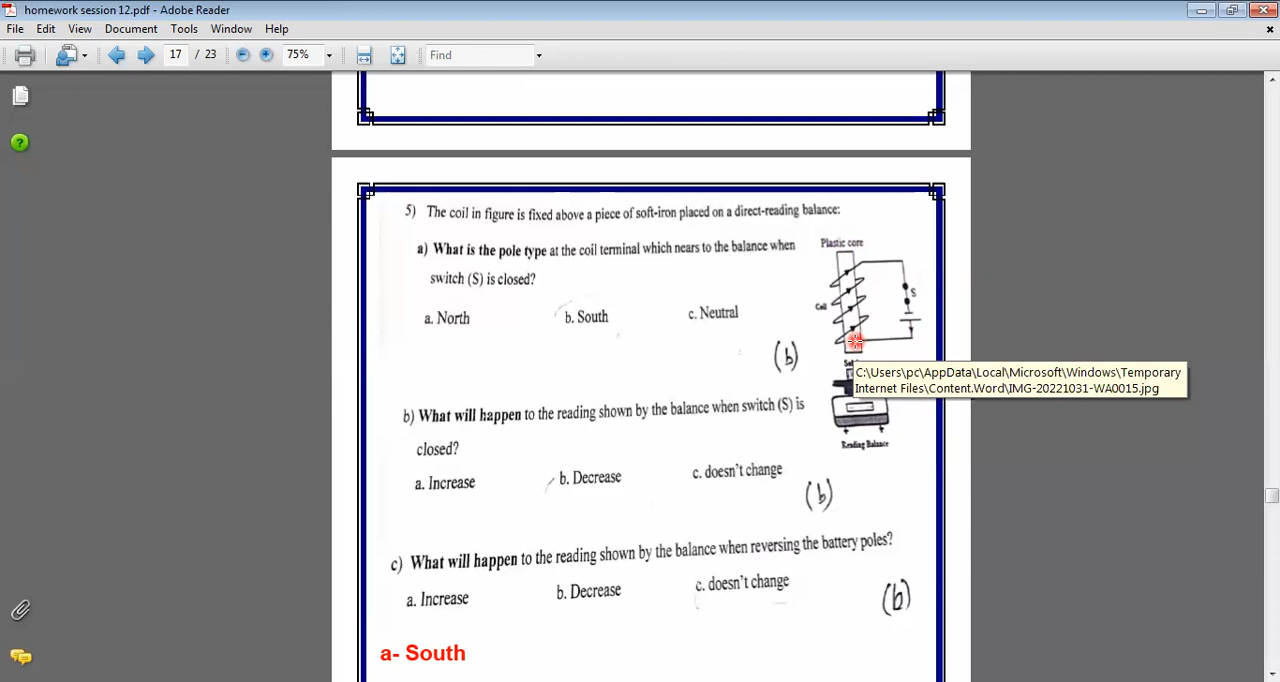 homework session 12.pdf - Adobe Reader
File Edit View Document Tools Window Help
17 / 23 75% Find
5) The coil in figure is fixed above a piece of soft-iron placed on a direct-reading balance:
a) What is the pole type at the coil terminal which nears to the balance when
switch (S) is closed?
a. North b. South c. Neutral
(b)
Plastic core
Coil
S
C:\Users\pc\AppData\Local\Microsoft\Windows\Temporary
Internet Files\Content.Word\IMG-20221031-WA0015.jpg
Reading Balance
b) What will happen to the reading shown by the balance when switch (S) is
closed?
a. Increase b. Decrease c. doesn't change
(b)
c) What will happen to the reading shown by the balance when reversing the battery poles?
a. Increase b. Decrease c. doesn't change
(b)
a- South